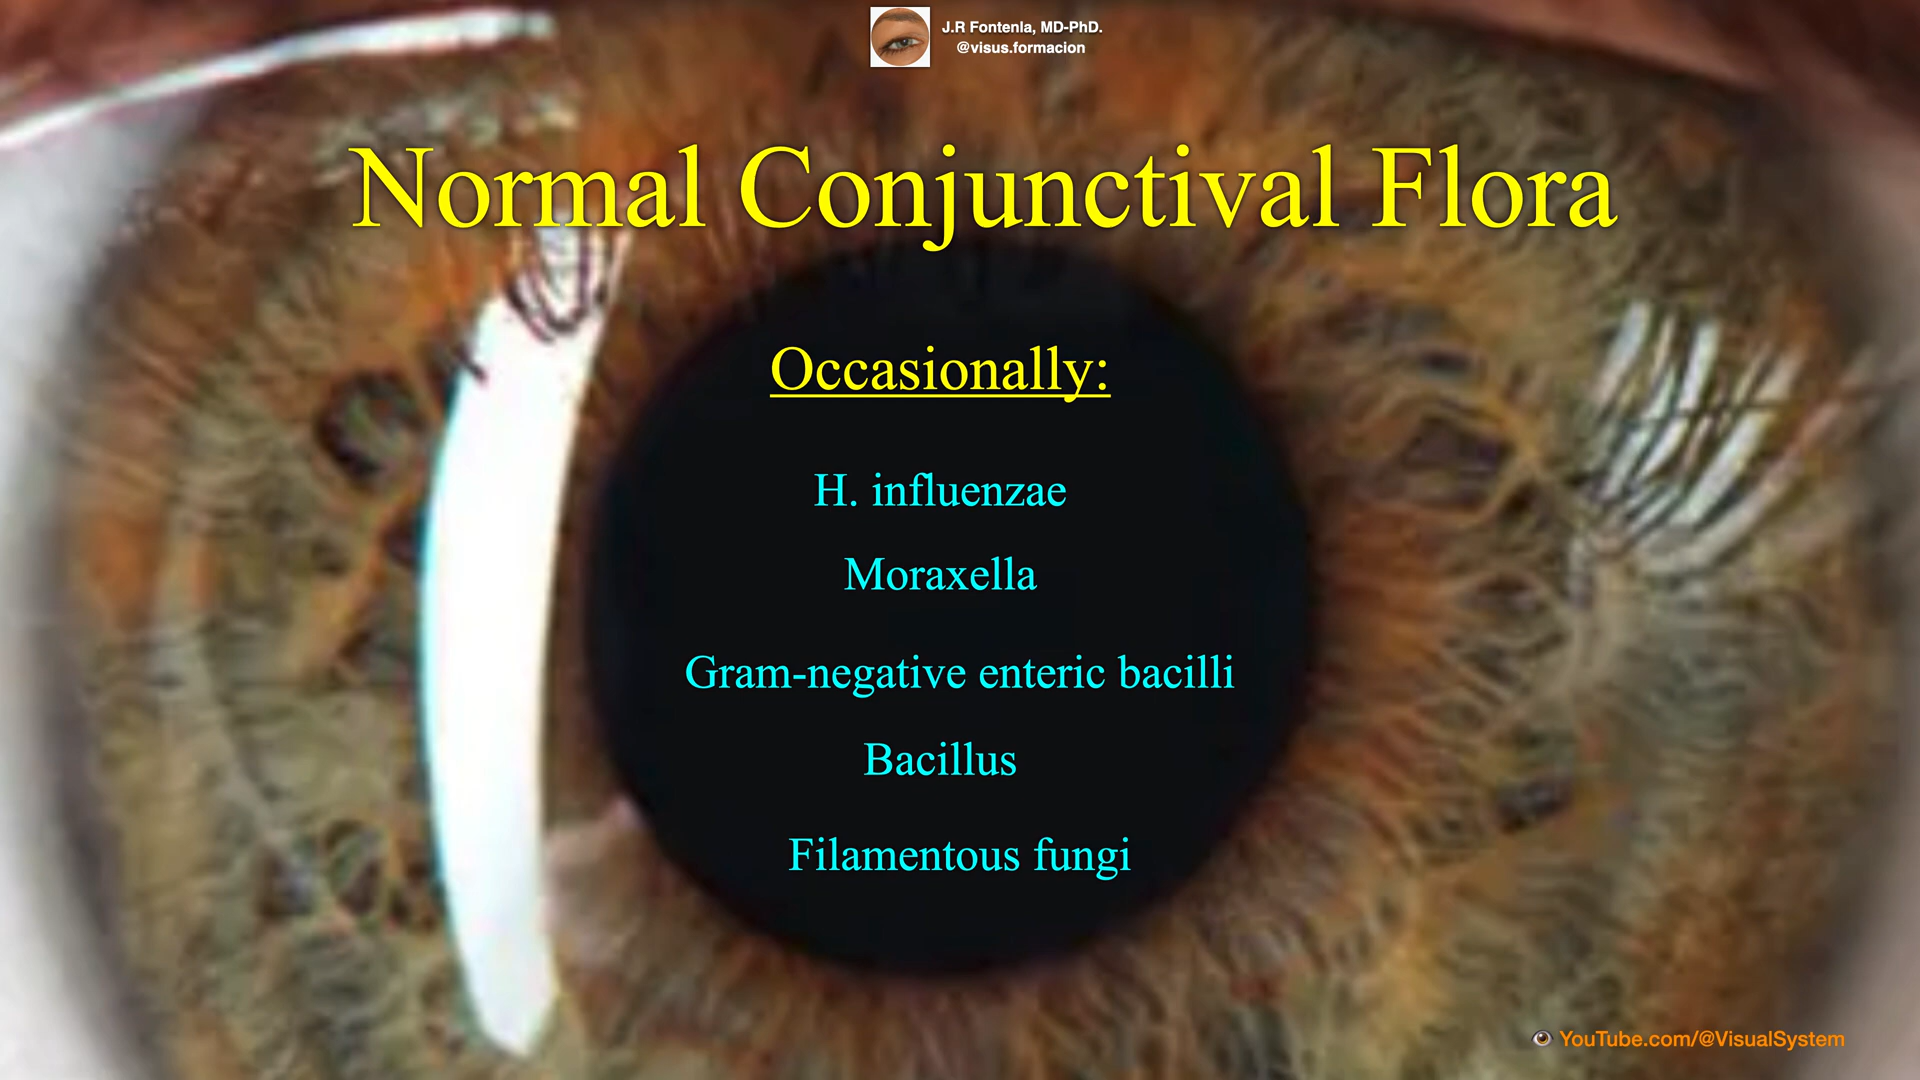 J.R Fontenla, MD-PhD.
@visus.formacion
Normal Conjunctival Flora
Occasionally:
H. influenzae
Moraxella
Gram-negative enteric bacilli
Bacillus
Filamentous fungi
YouTube.com/@VisualSystem